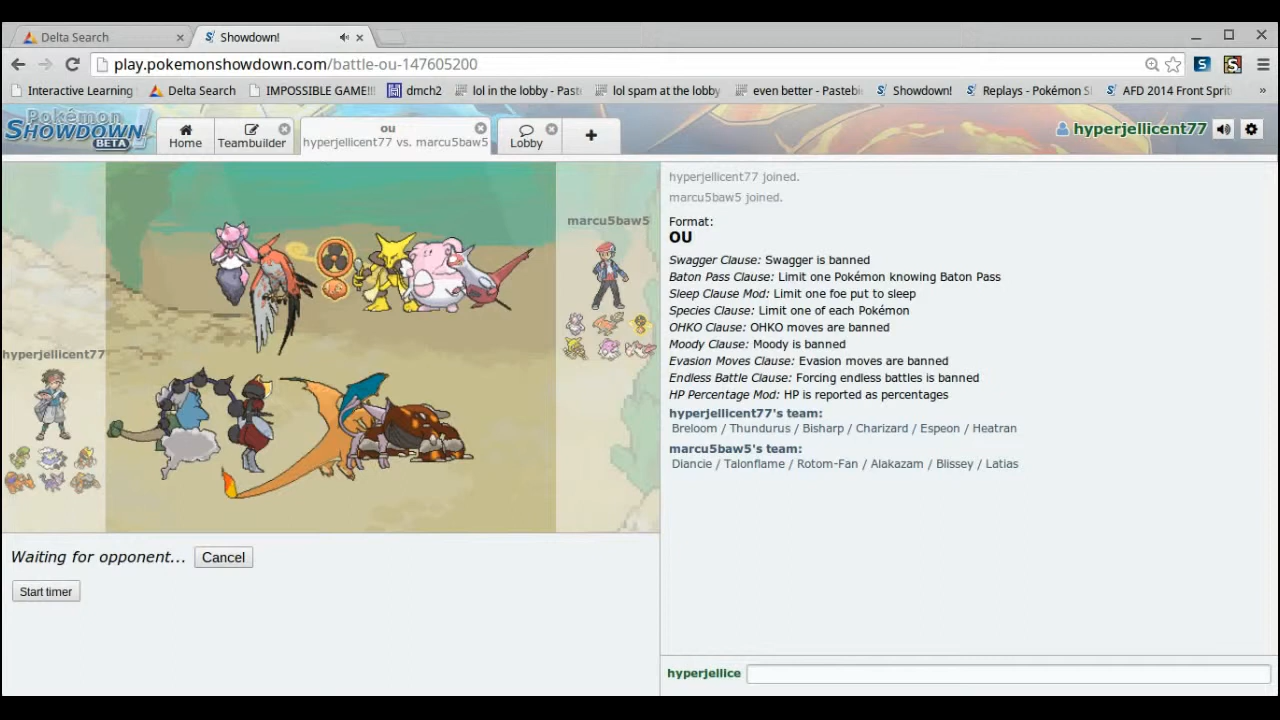 Delta Search
Showdown!
play.pokemonshowdown.com/battle-ou-147605200
Interactive Learning
Delta Search
IMPOSSIBLE GAME!!!
dmch2
lol in the lobby - Paste
lol spam at the lobby
even better - Pastebi
Showdown!
Replays - Pokémon S
AFD 2014 Front Sprit
»
Pokémon
SHOWDOWN!
BETA
Home
Teambuilder
ou
hyperjellicent77 vs. marcu5baw5
Lobby
hyperjellicent77
marcu5baw5
hyperjellicent77
Waiting for opponent...
Cancel
Start timer
hyperjellicent77 joined.
marcu5baw5 joined.
Format:
OU
Swagger Clause: Swagger is banned
Baton Pass Clause: Limit one Pokémon knowing Baton Pass
Sleep Clause Mod: Limit one foe put to sleep
Species Clause: Limit one of each Pokémon
OHKO Clause: OHKO moves are banned
Moody Clause: Moody is banned
Evasion Moves Clause: Evasion moves are banned
Endless Battle Clause: Forcing endless battles is banned
HP Percentage Mod: HP is reported as percentages
hyperjellicent77's team:
Breloom / Thundurus / Bisharp / Charizard / Espeon / Heatran
marcu5baw5's team:
Diancie / Talonflame / Rotom-Fan / Alakazam / Blissey / Latias
hyperjellice